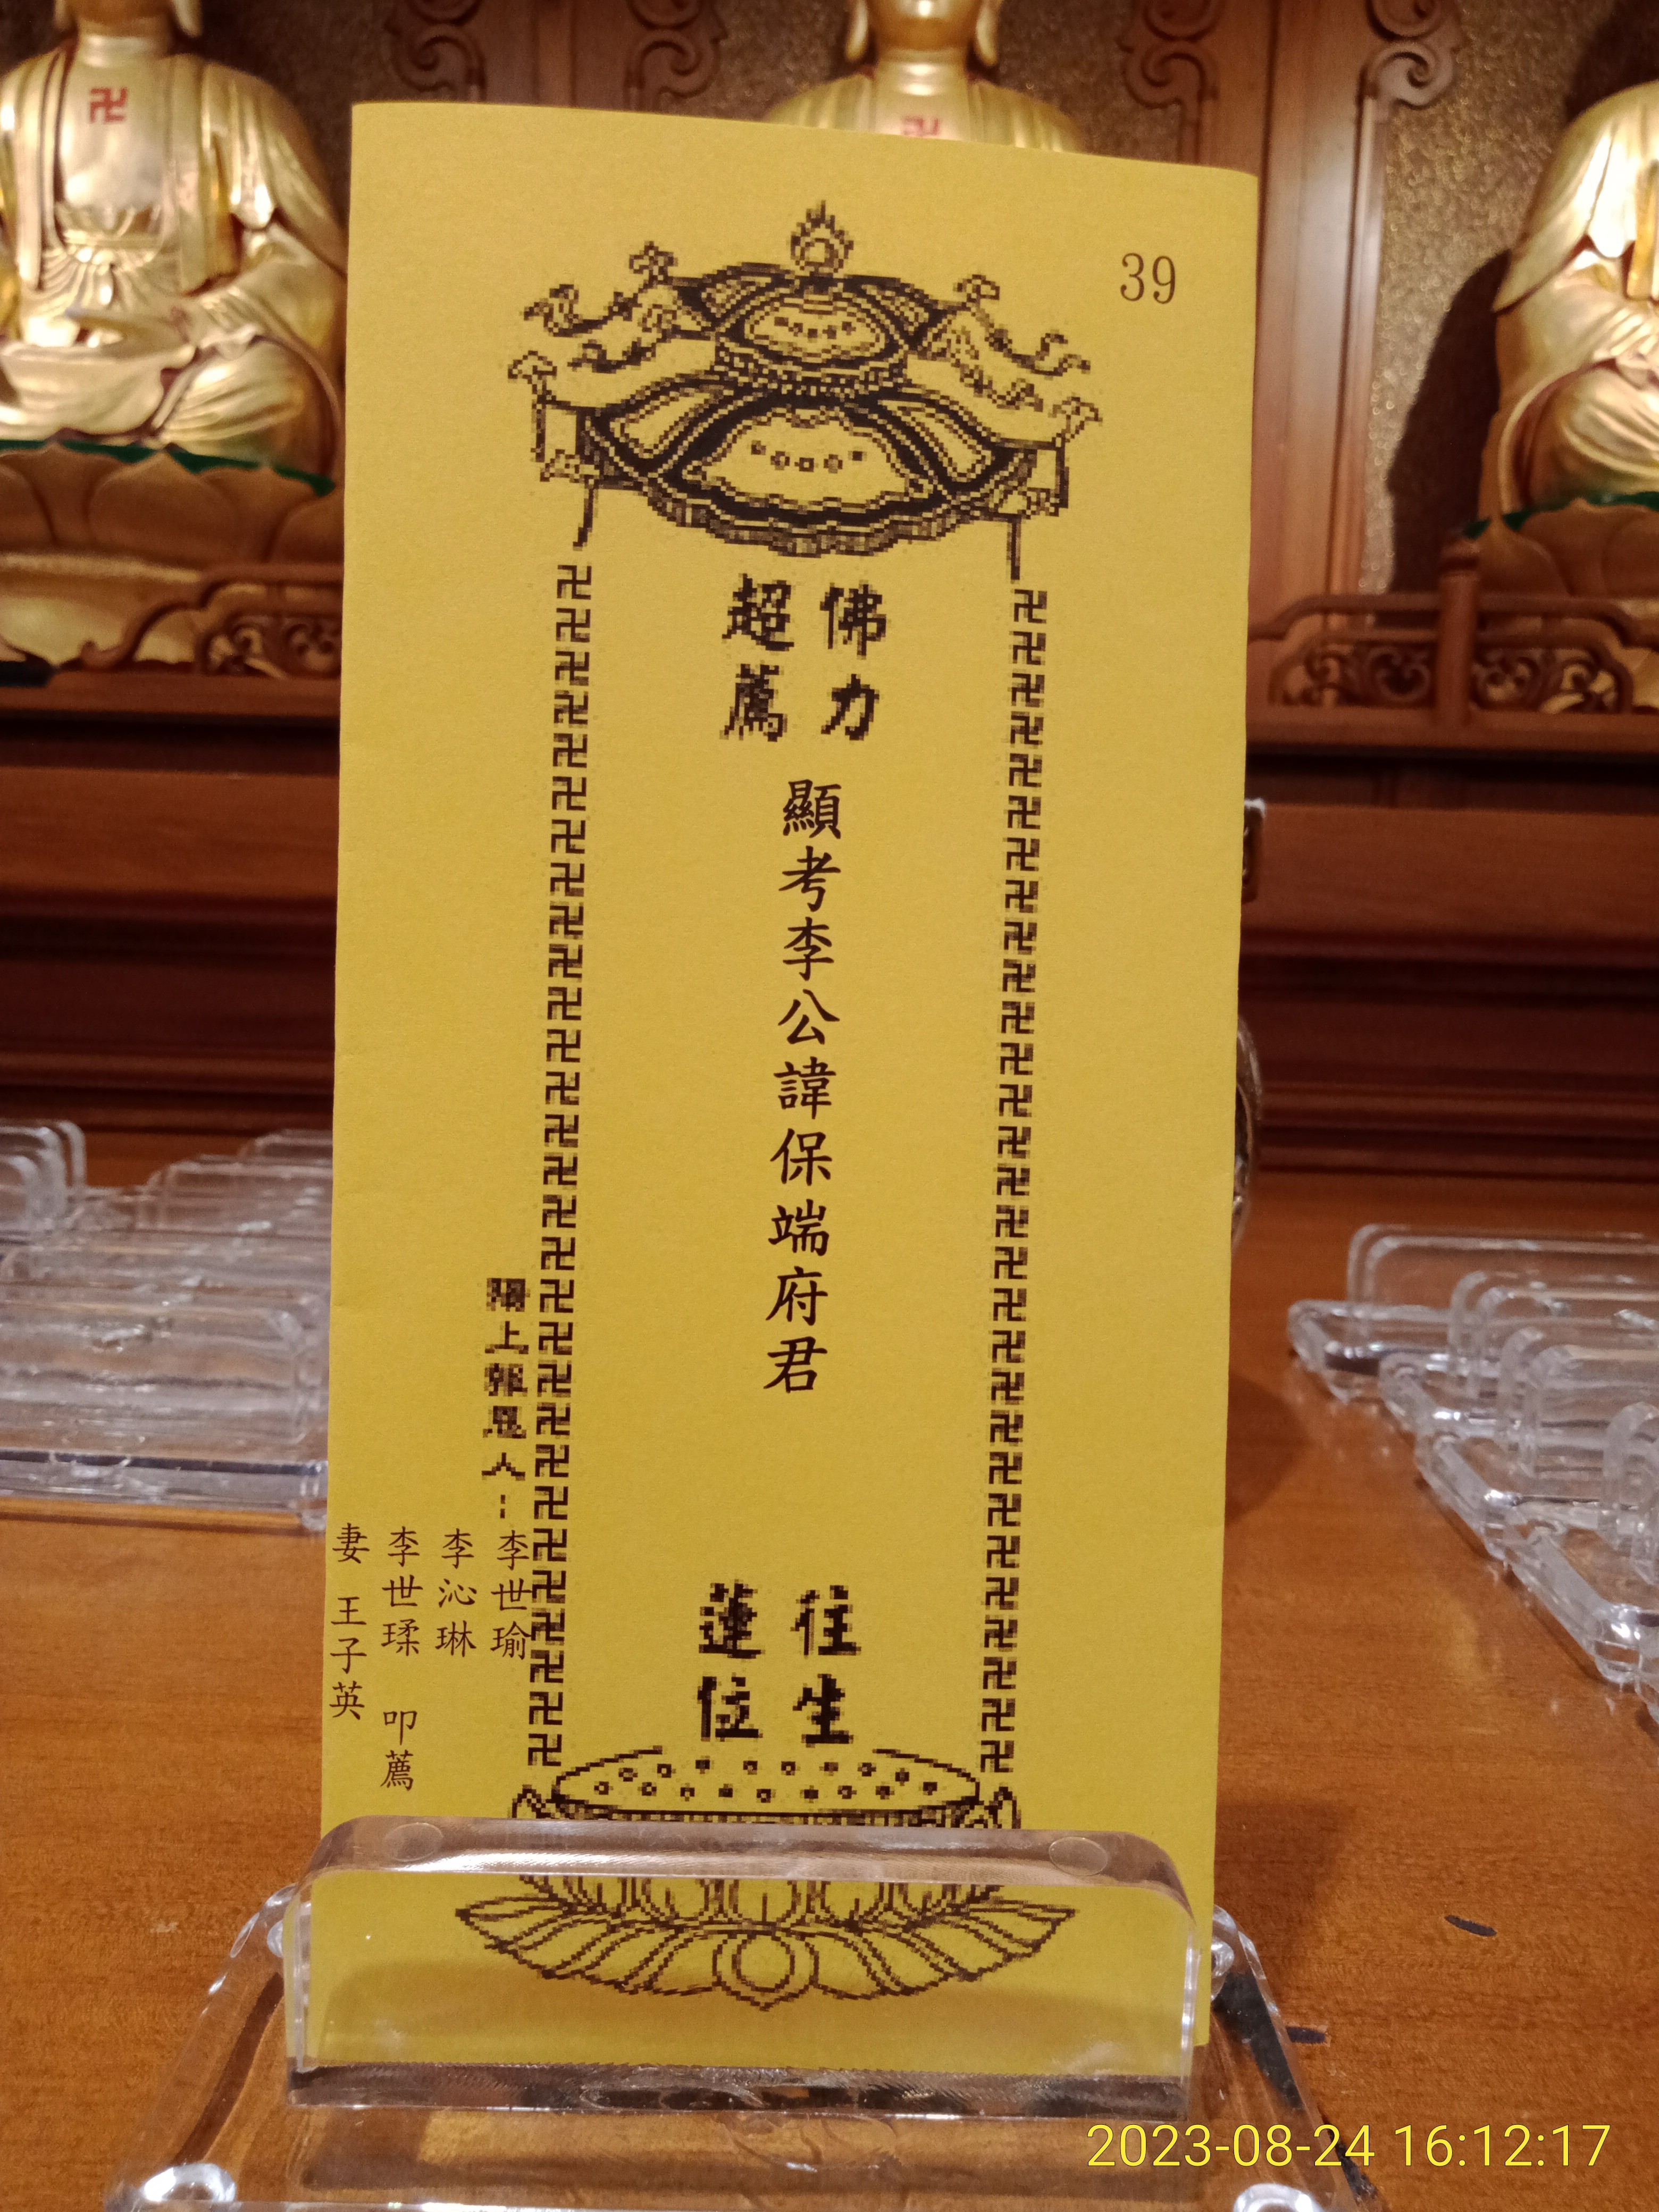 39
佛力
超薦
顯考李公諱保端府君
往生
蓮位
陽上報恩人：
李世瑜
李沁琳
李世瑈 叩薦
妻 王子英
2023-08-24 16:12:17